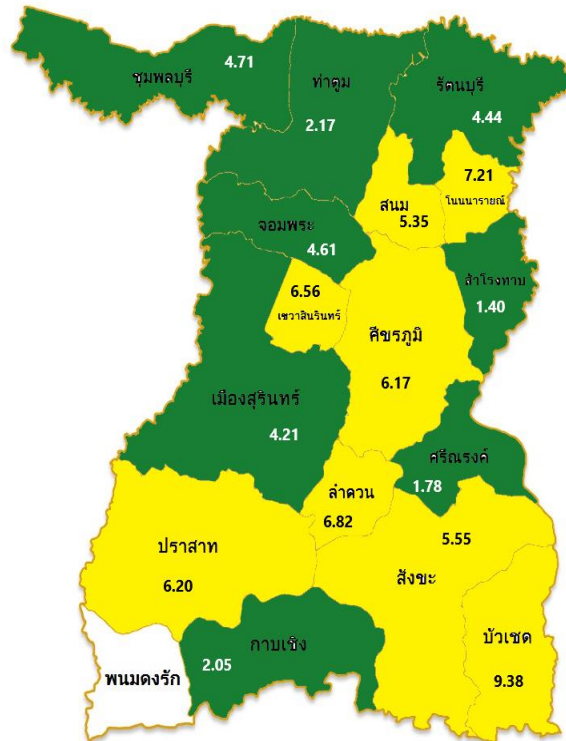 ชุมพลบุรี
4.71
ท่าตูม
2.17
รัตนบุรี
4.44
7.21
โนนนารายณ์
สนม
5.35
จอมพระ
4.61
สำโรงทาบ
1.40
6.56
เขวาสินรินทร์
ศีขรภูมิ
6.17
เมืองสุรินทร์
4.21
ศรีณรงค์
1.78
ลำดวน
6.82
ปราสาท
6.20
5.55
สังขะ
บัวเชด
9.38
กาบเชิง
2.05
พนมดงรัก